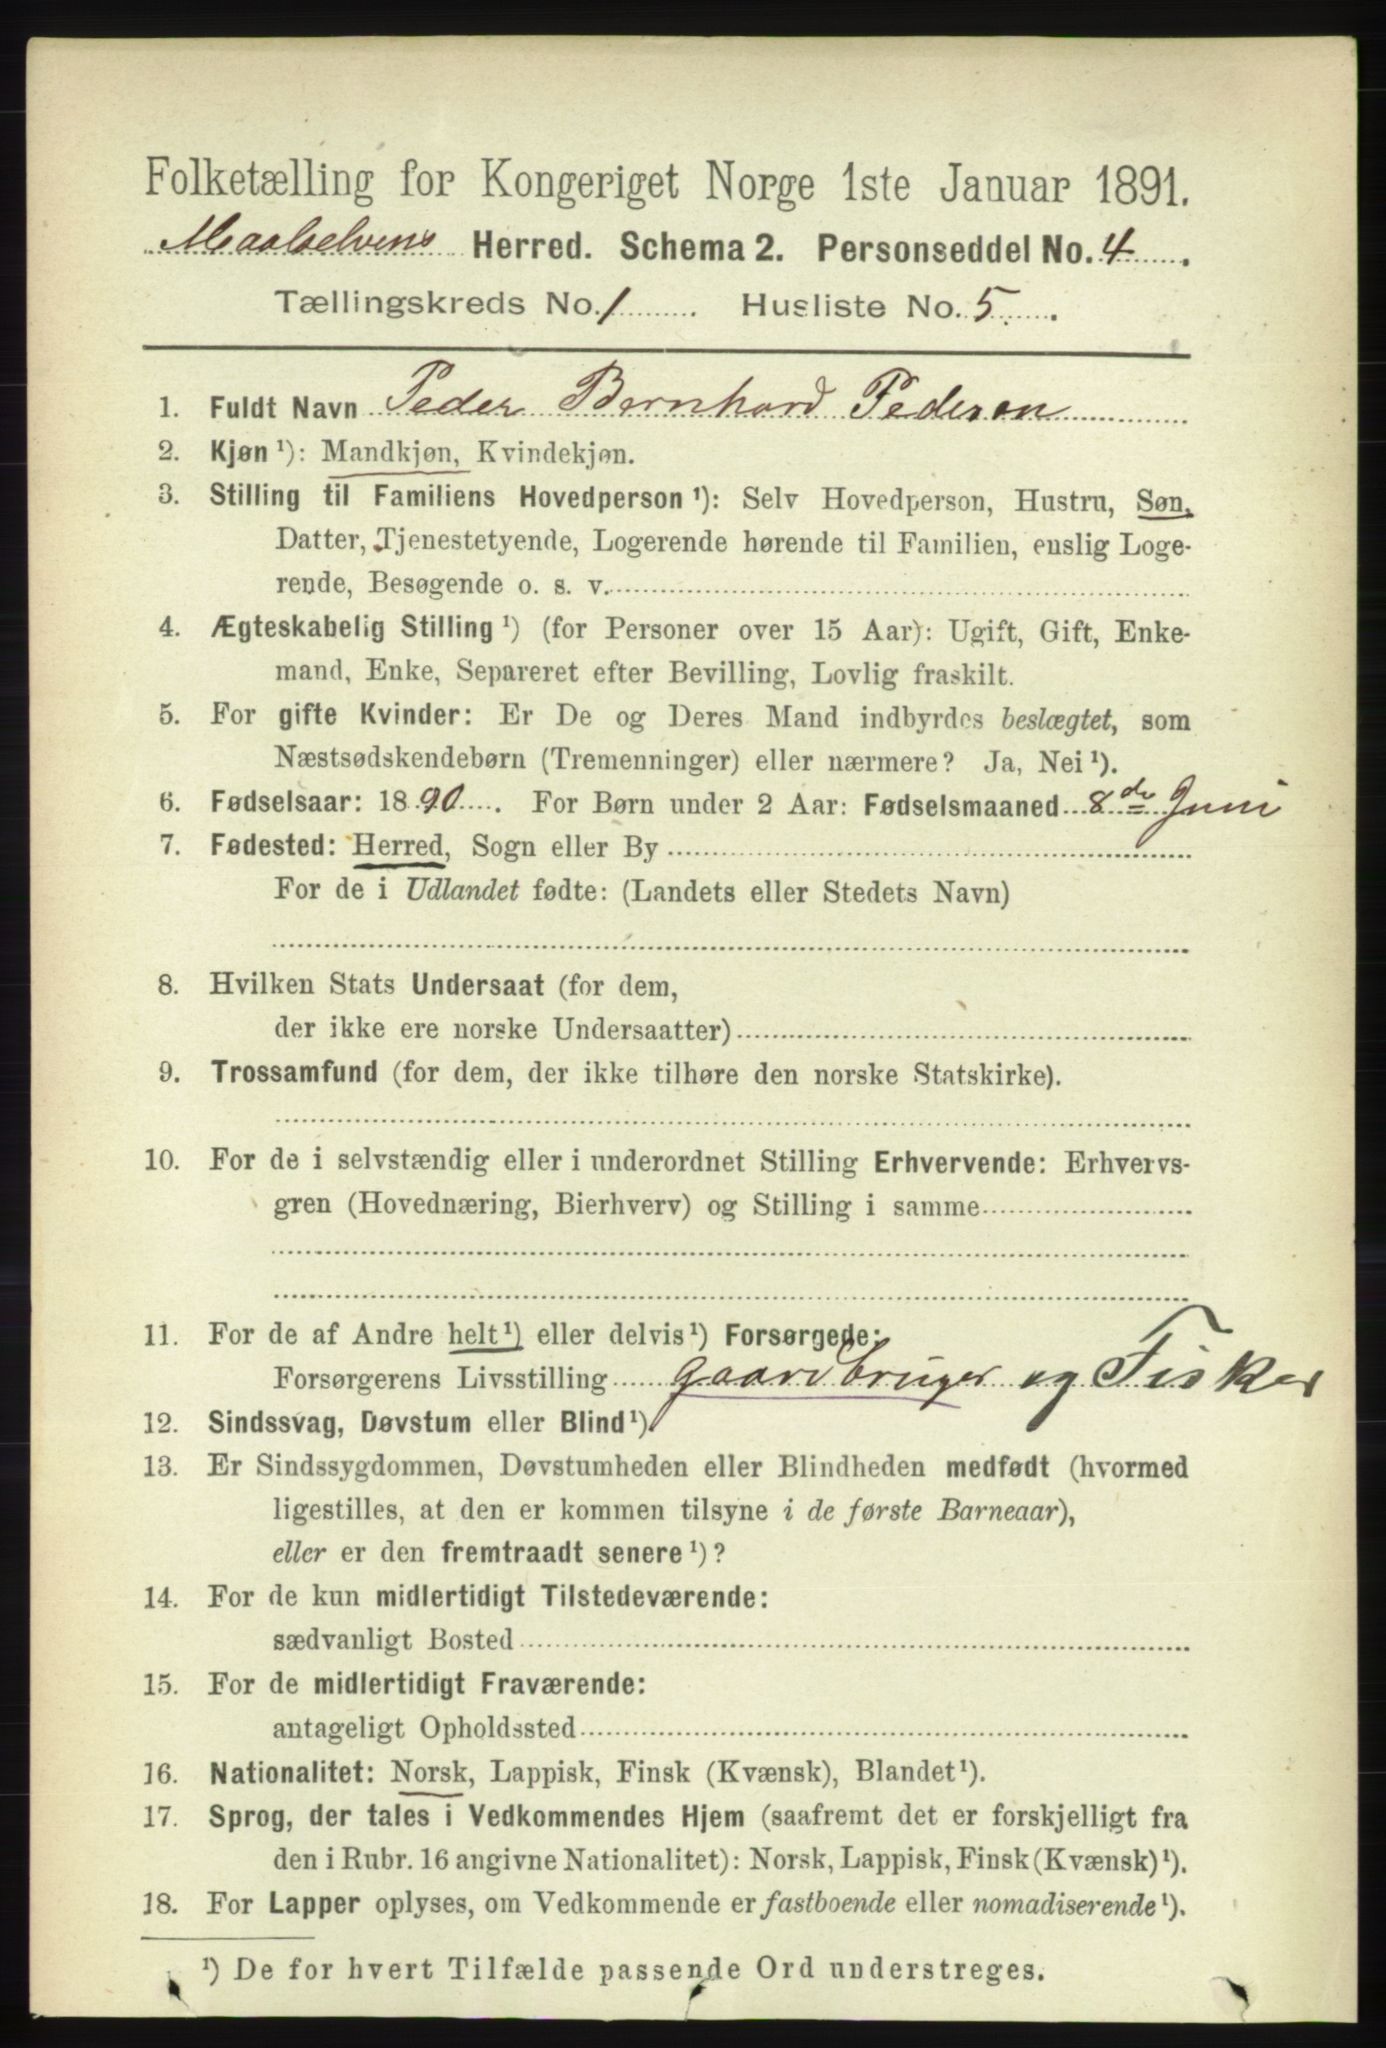 Folketælling for Kongeriget Norge 1ste Januar 1891.
Maalselvens Herred. Schema 2. Personseddel No. 4.
Tællingskreds No. 1. Husliste No. 5.
1. Fuldt Navn Peder Bernhard Pederson
2. Kjøn ¹): Mandkjøn, Kvindekjøn.
3. Stilling til Familiens Hovedperson ¹): Selv Hovedperson, Hustru, Søn,
Datter, Tjenestetyende, Logerende hørende til Familien, enslig Loge-
rende, Besøgende o. s. v.
4. Ægteskabelig Stilling ¹) (for Personer over 15 Aar): Ugift, Gift, Enke-
mand, Enke, Separeret efter Bevilling, Lovlig fraskilt.
5. For gifte Kvinder: Er De og Deres Mand indbyrdes beslægtet, som
Næstsødskendebørn (Tremenninger) eller nærmere? Ja, Nei ¹).
6. Fødselsaar: 1890. For Børn under 2 Aar: Fødselsmaaned 8de Juni
7. Fødested: Herred, Sogn eller By
For de i Udlandet fødte: (Landets eller Stedets Navn)
8. Hvilken Stats Undersaat (for dem,
der ikke ere norske Undersaatter)
9. Trossamfund (for dem, der ikke tilhøre den norske Statskirke).
10. For de i selvstændig eller i underordnet Stilling Erhvervende: Erhvervs-
gren (Hovednæring, Bierhverv) og Stilling i samme
11. For de af Andre helt ¹) eller delvis ¹) Forsørgede:
Forsørgerens Livsstilling gaardbruger og Fisker
12. Sindssvag, Døvstum eller Blind ¹).
13. Er Sindssygdommen, Døvstumheden eller Blindheden medfødt (hvormed
ligestilles, at den er kommen tilsyne i de første Barneaar),
eller er den fremtraadt senere ¹)?
14. For de kun midlertidigt Tilstedeværende:
sædvanligt Bosted
15. For de midlertidigt Fraværende:
antageligt Opholdssted
16. Nationalitet: Norsk, Lappisk, Finsk (Kvænsk), Blandet ¹).
17. Sprog, der tales i Vedkommendes Hjem (saafremt det er forskjelligt fra
den i Rubr. 16 angivne Nationalitet): Norsk, Lappisk, Finsk (Kvænsk) ¹).
18. For Lapper oplyses, om Vedkommende er fastboende eller nomadiserende ¹).
¹) De for hvert Tilfælde passende Ord understreges.